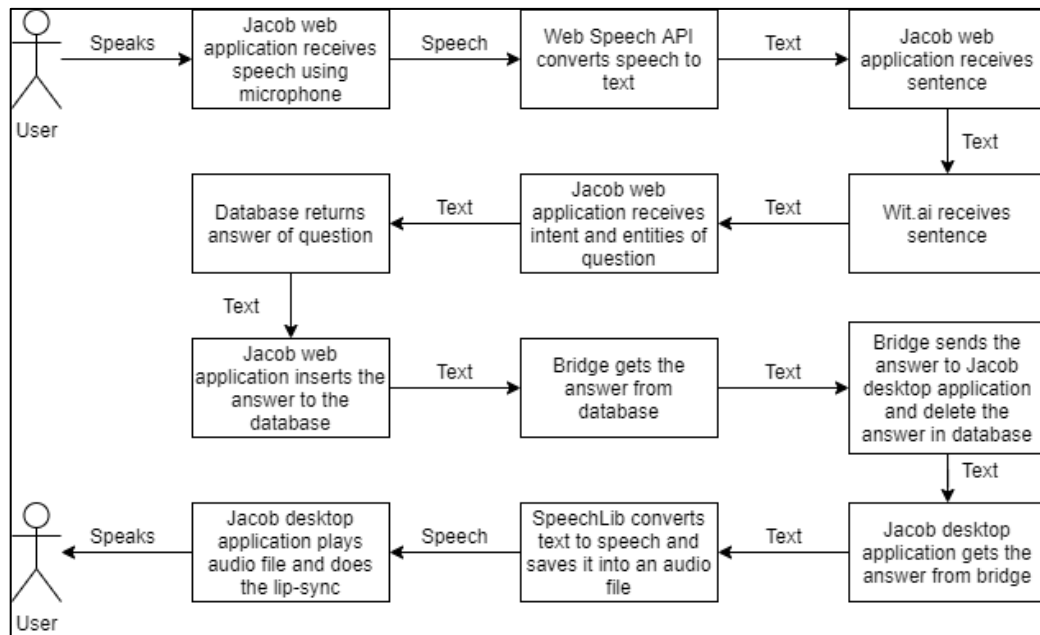 Speaks
Jacob web
application receives
speech using
microphone
Speech
Web Speech API
converts speech to
text
Text
Jacob web
application receives
sentence
User
Text
Wit.ai receives
sentence
Text
Jacob web
application receives
intent and entities of
question
Text
Database returns
answer of question
Text
Jacob web
application inserts the
answer to the
database
Text
Bridge gets the
answer from
database
Text
Bridge sends the
answer to Jacob
desktop application
and delete the
answer in database
Text
Jacob desktop
application gets the
answer from bridge
Text
SpeechLib converts
text to speech and
saves it into an audio
file
Speech
Jacob desktop
application plays
audio file and does
the lip-sync
Speaks
User